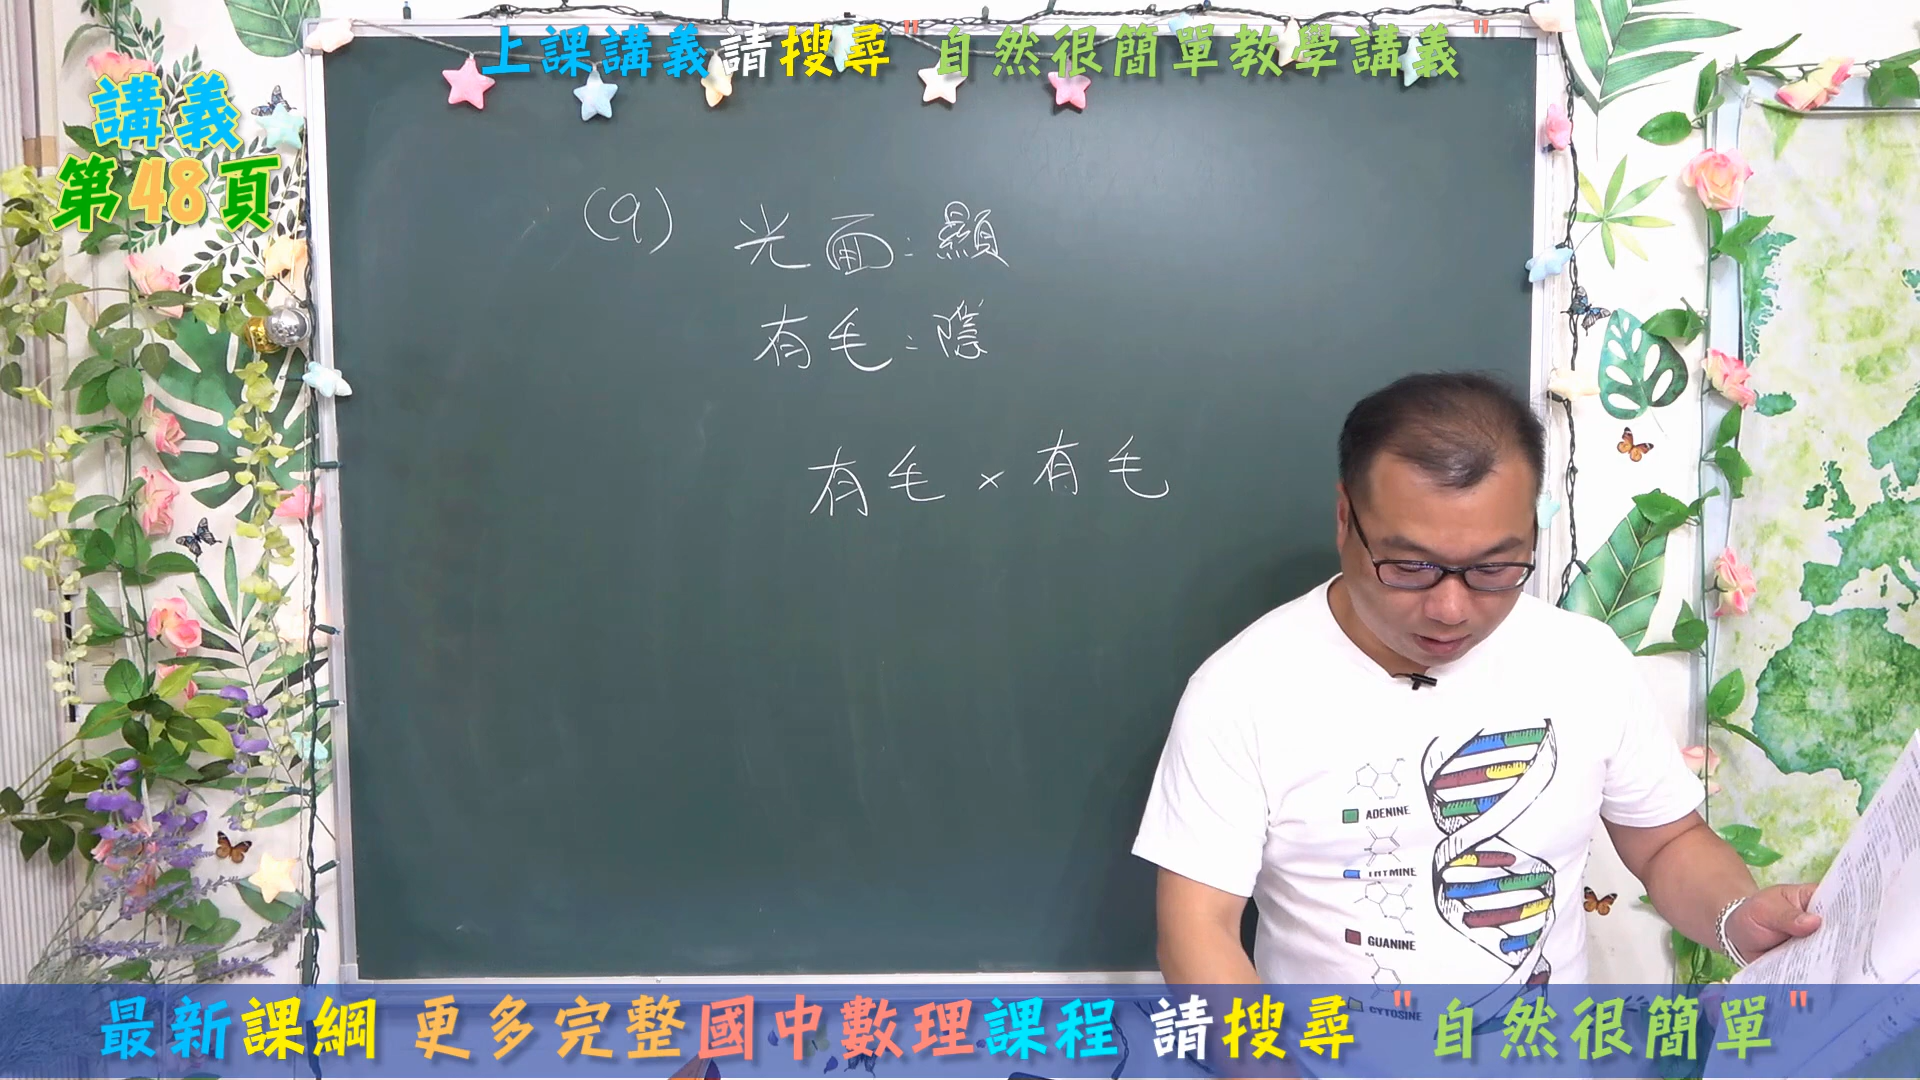 上課講義請搜尋"自然很簡單教學講義"
講義
第48頁
(9) 光面:顯
有毛:隱
有毛×有毛
ADENINE
THYMINE
GUANINE
CYTOSINE
最新課綱 更多完整國中數理課程 請搜尋"自然很簡單"